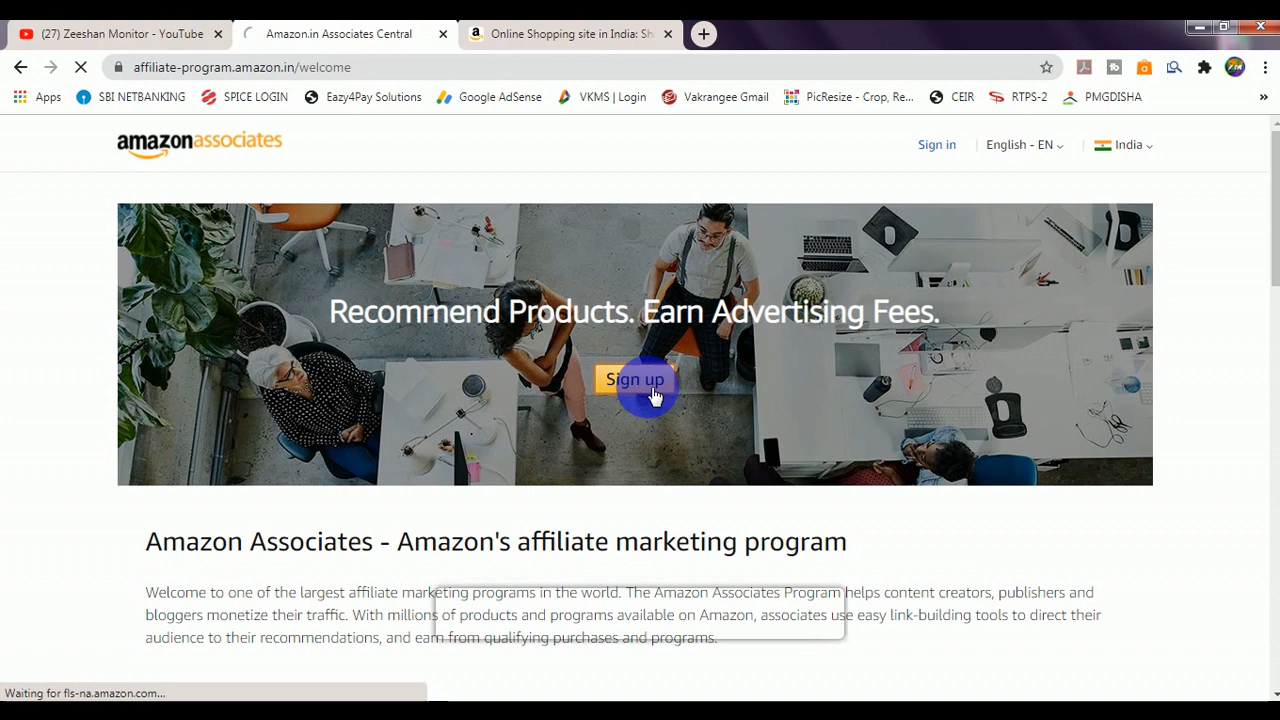 (27) Zeeshan Monitor - YouTube
Amazon.in Associates Central
Online Shopping site in India: Sh
affiliate-program.amazon.in/welcome
Apps
SBI NETBANKING
SPICE LOGIN
Eazy4Pay Solutions
Google AdSense
VKMS | Login
Vakrangee Gmail
PicResize - Crop, Re...
CEIR
RTPS-2
PMGDISHA
amazonassociates
Sign in
English - EN
India
Recommend Products. Earn Advertising Fees.
Sign up
Amazon Associates - Amazon's affiliate marketing program
Welcome to one of the largest affiliate marketing programs in the world. The Amazon Associates Program helps content creators, publishers and
bloggers monetize their traffic. With millions of products and programs available on Amazon, associates use easy link-building tools to direct their
audience to their recommendations, and earn from qualifying purchases and programs.
Waiting for fls-na.amazon.com...